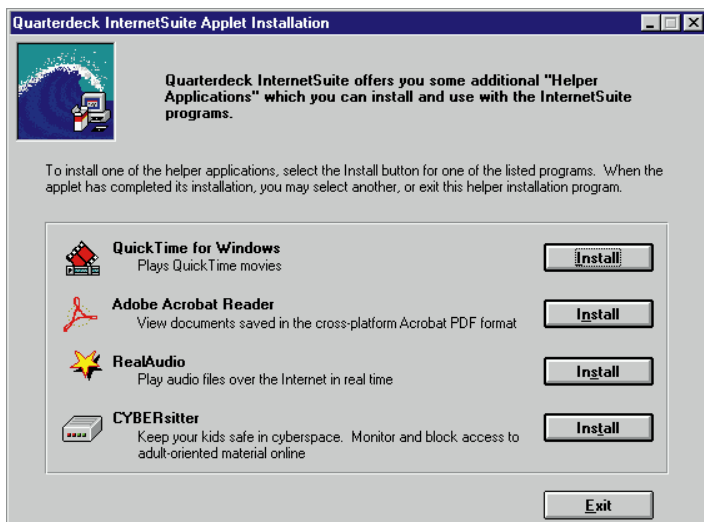 Quarterdeck InternetSuite Applet Installation
Quarterdeck InternetSuite offers you some additional "Helper
Applications" which you can install and use with the InternetSuite
programs.
To install one of the helper applications, select the Install button for one of the listed programs. When the
applet has completed its installation, you may select another, or exit this helper installation program.
QuickTime for Windows
Plays QuickTime movies
Install
Adobe Acrobat Reader
View documents saved in the cross-platform Acrobat PDF format
Install
RealAudio
Play audio files over the Internet in real time
Install
CYBERsitter
Keep your kids safe in cyberspace. Monitor and block access to
adult-oriented material online
Install
Exit